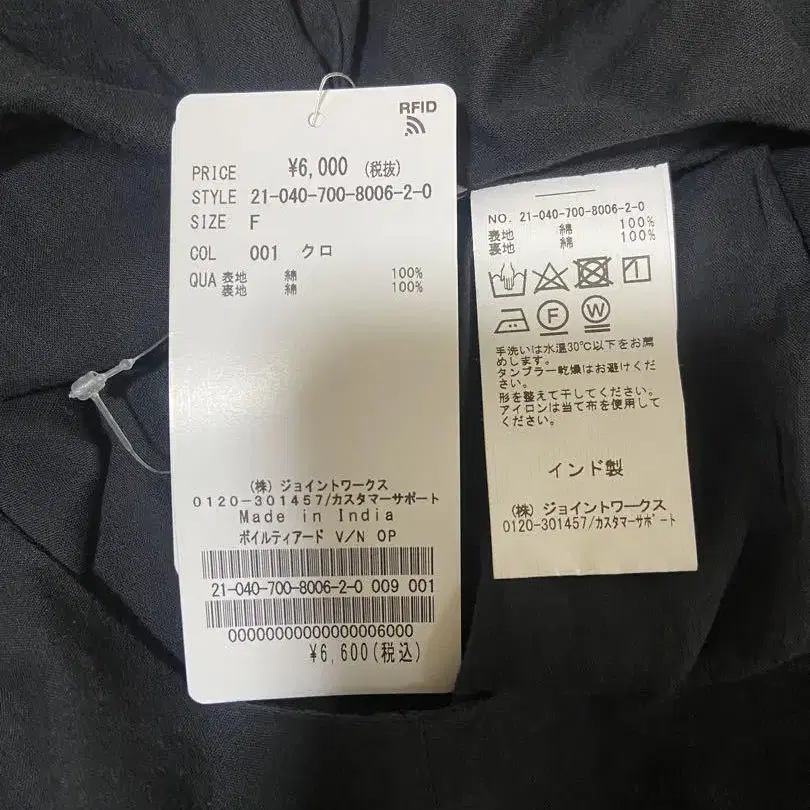 RFID
PRICE ¥6,000 (税抜)
STYLE 21-040-700-8006-2-0
SIZE F
COL 001 クロ
QUA 表地 綿 100%
裏地 綿 100%
(株) ジョイントワークス
0120-301457/カスタマーサポート
Made in India
ボイルティアード V/N OP
21-040-700-8006-2-0 009 001
00000000000000006000
¥6,600(税込)
NO. 21-040-700-8006-2-0
表地 綿 100%
裏地 綿 100%
F
W
手洗いは水温30℃以下をお薦
めします。
タンブラー乾燥はお避けくだ
さい。
形を整えて干してください。
アイロンは当て布を使用して
ください。
インド製
(株) ジョイントワークス
0120-301457/カスタマーサポート